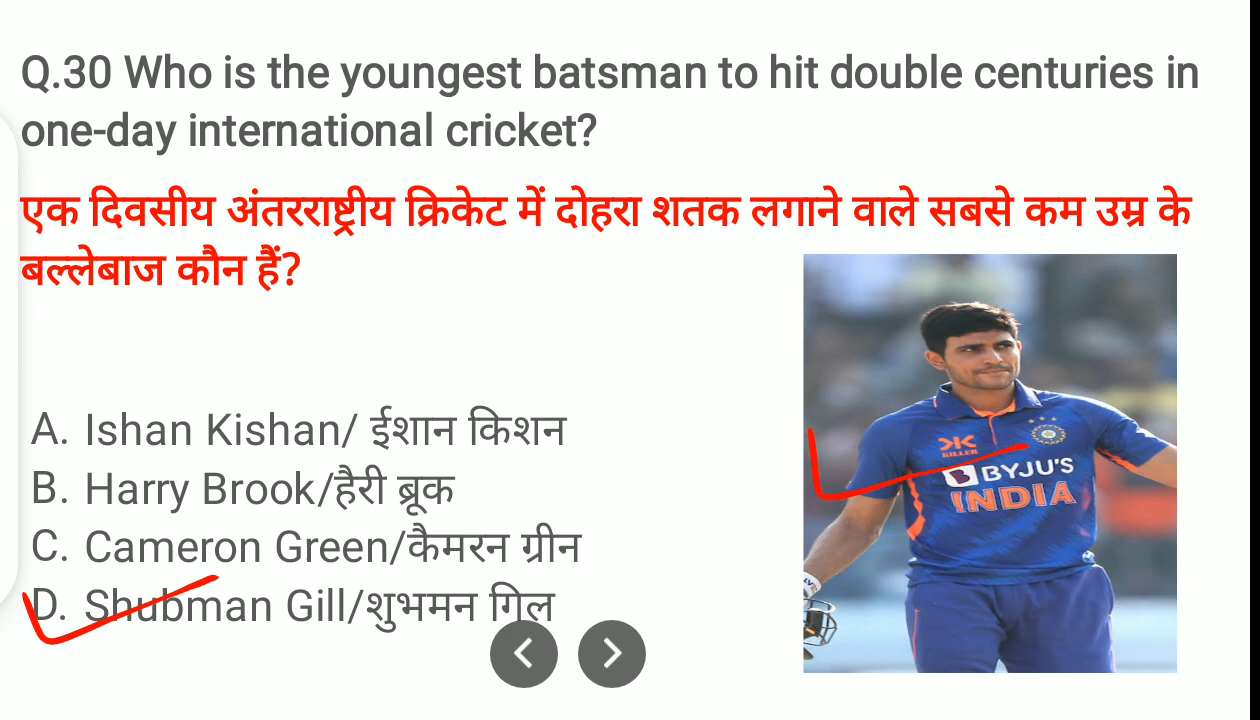 Q.30 Who is the youngest batsman to hit double centuries in
one-day international cricket?
एक दिवसीय अंतरराष्ट्रीय क्रिकेट में दोहरा शतक लगाने वाले सबसे कम उम्र के
बल्लेबाज कौन हैं?
A. Ishan Kishan/ ईशान किशन
B. Harry Brook/हैरी ब्रूक
C. Cameron Green/कैमरन ग्रीन
D. Shubman Gill/शुभमन गिल
KILLER
BYJU'S
INDIA